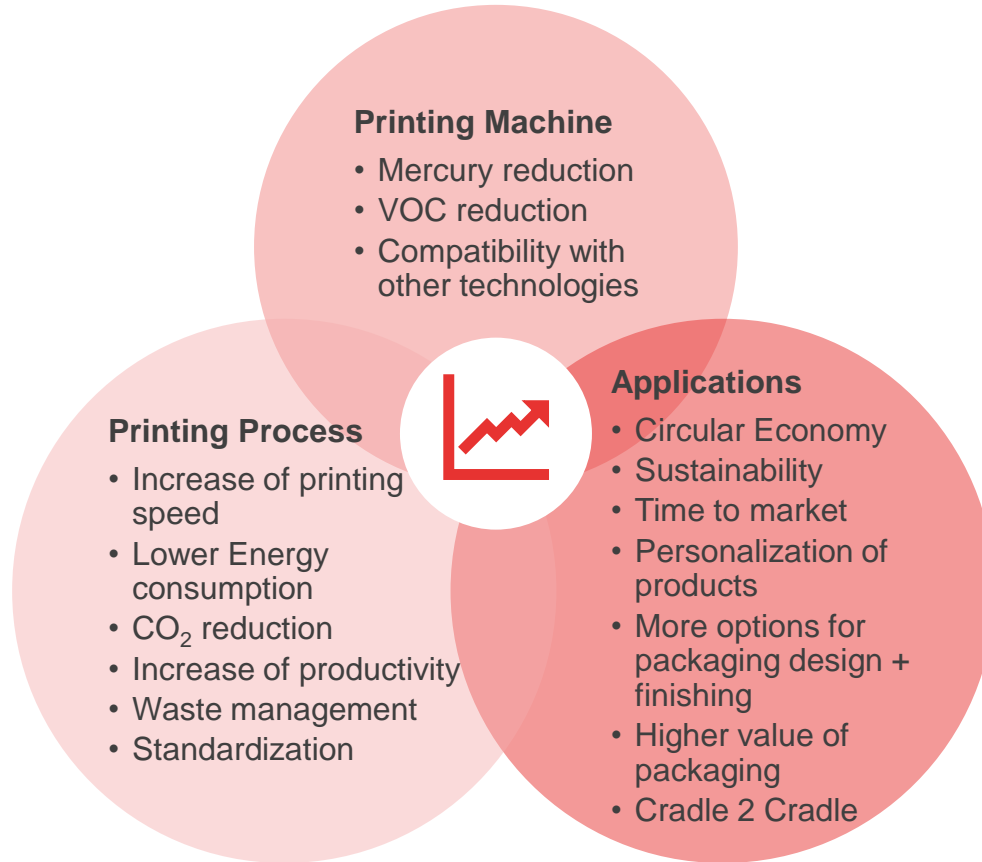 Printing Machine
• Mercury reduction
• VOC reduction
• Compatibility with
other technologies
Printing Process
• Increase of printing
speed
• Lower Energy
consumption
• CO₂ reduction
• Increase of productivity
• Waste management
• Standardization
Applications
• Circular Economy
• Sustainability
• Time to market
• Personalization of
products
• More options for
packaging design +
finishing
• Higher value of
packaging
• Cradle 2 Cradle